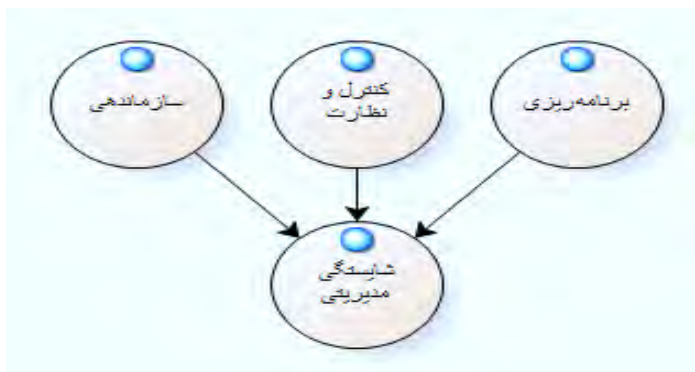 برنامه‌ریزی
کنترل و
نظارت
سازماندهی
شایستگی
مدیریتی